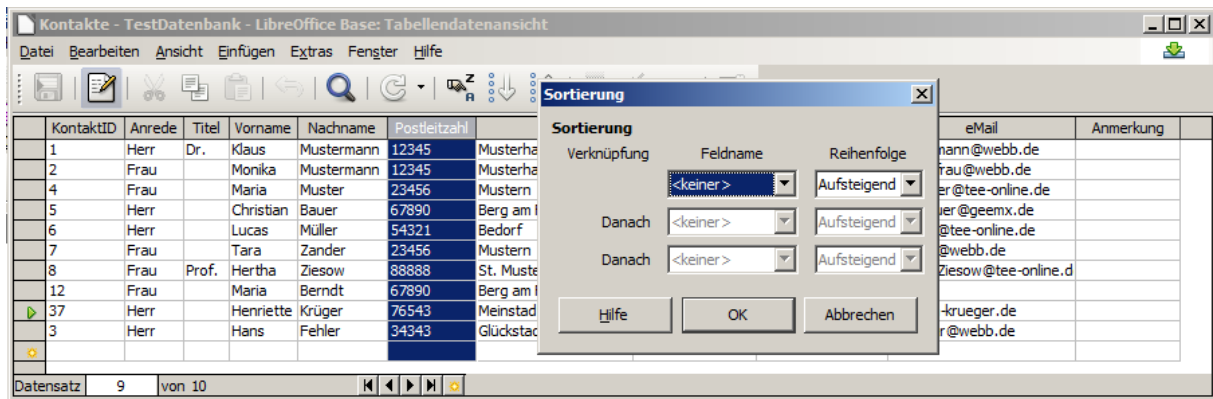 Kontakte - TestDatenbank - LibreOffice Base: Tabellendatenansicht
Datei Bearbeiten Ansicht Einfügen Extras Fenster Hilfe
Sortierung
KontaktID Anrede Titel Vorname Nachname Postleitzahl Sortierung eMail Anmerkung
Verknüpfung Feldname Reihenfolge
1 Herr Dr. Klaus Mustermann 12345 Musterha mann@webb.de
2 Frau Monika Mustermann 12345 Musterha rau@webb.de
<keiner> Aufsteigend
4 Frau Maria Muster 23456 Mustern er@tee-online.de
5 Herr Christian Bauer 67890 Berg am uer@geemx.de
Danach <keiner> Aufsteigend
6 Herr Lucas Müller 54321 Bedorf @tee-online.de
7 Frau Tara Zander 23456 Mustern @webb.de
Danach <keiner> Aufsteigend
8 Frau Prof. Hertha Ziesow 88888 St. Muste Ziesow@tee-online.d
12 Frau Maria Berndt 67890 Berg am
37 Herr Henriette Krüger 76543 Meinstad -krueger.de
Hilfe OK Abbrechen
3 Herr Hans Fehler 34343 Glückstad r@webb.de
Datensatz 9 von 10